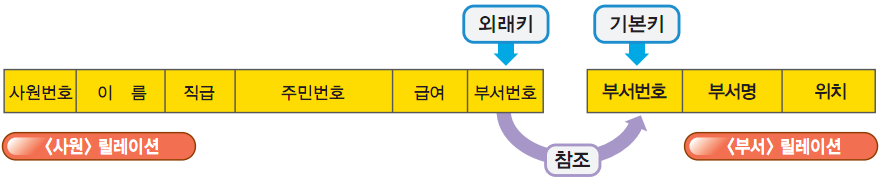 외래키
기본키
사원번호 이 름 직급 주민번호 급여 부서번호
부서번호 부서명 위치
〈사원〉 릴레이션
참조
〈부서〉 릴레이션